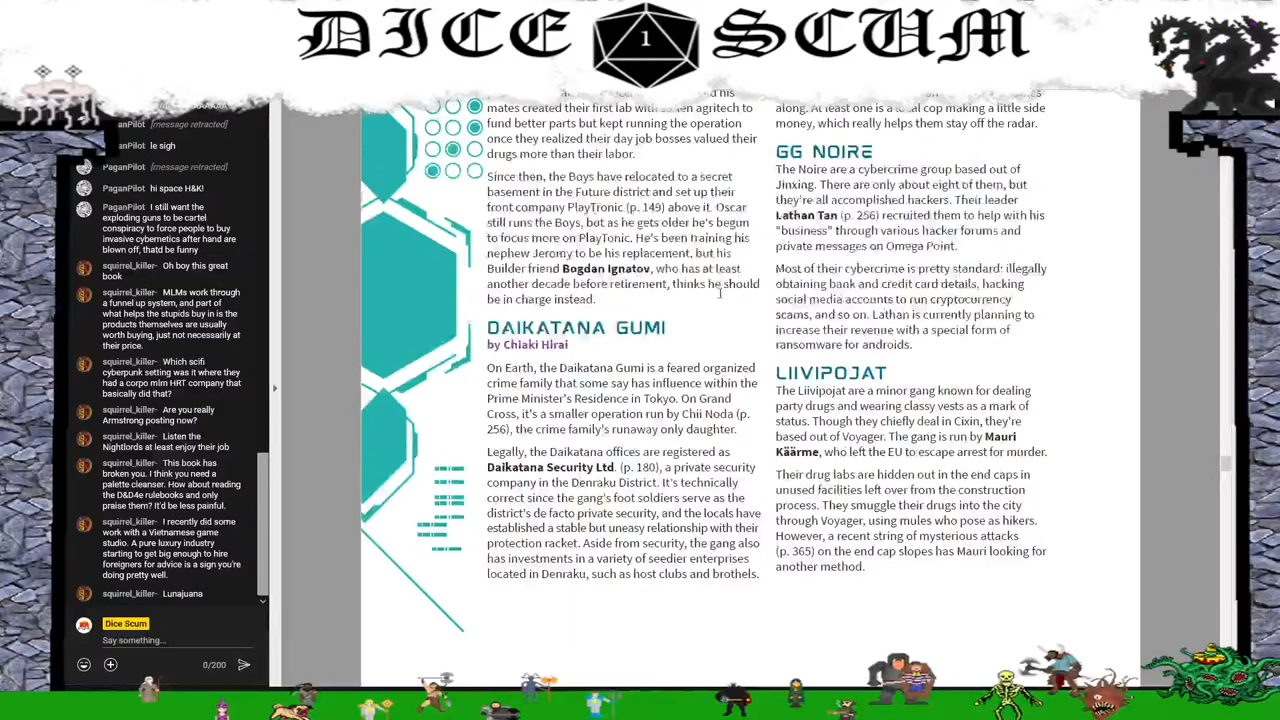 DICE 1 SCUM
PaganPilot [message retracted]
PaganPilot le sigh
PaganPilot [message retracted]
PaganPilot hi space H&K!
PaganPilot I still want the
exploding guns to be cartel
conspiracy to force people to buy
invasive cybernetics after hand are
blown off, thatd be funny
squirrel_killer- Oh boy this great
book
squirrel_killer- MLMs work through
a funnel up system, and part of
what helps the stupids buy in is the
products themselves are usually
worth buying, just not necessarily at
their price.
squirrel_killer- Which scifi
cyberpunk setting was it where they
had a corpo mlm HRT company that
basically did that?
squirrel_killer- Are you really
Armstrong posting now?
squirrel_killer- Listen the
Nightlords at least enjoy their job
squirrel_killer- This book has
broken you. I think you need a
palette cleanser. How about reading
the D&D4e rulebooks and only
praise them? It'd be less painful.
squirrel_killer- I recently did some
work with a Vietnamese game
studio. A pure luxury industry
starting to get big enough to hire
foreigners for advice is a sign you're
doing pretty well.
squirrel_killer- Lunajuana
Dice Scum
Say something...
0/200
mates created their first lab with stolen agritech to
fund better parts but kept running the operation
once they realized their day job bosses valued their
drugs more than their labor.
Since then, the Boys have relocated to a secret
basement in the Future district and set up their
front company PlayTronic (p. 149) above it. Oscar
still runs the Boys, but as he gets older he's begun
to focus more on PlayTonic. He's been training his
nephew Jeromy to be his replacement, but his
Builder friend Bogdan Ignatov, who has at least
another decade before retirement, thinks he should
be in charge instead.
DAIKATANA GUMI
by Chiaki Hirai
On Earth, the Daikatana Gumi is a feared organized
crime family that some say has influence within the
Prime Minister's Residence in Tokyo. On Grand
Cross, it's a smaller operation run by Chii Noda (p.
256), the crime family's runaway only daughter.
Legally, the Daikatana offices are registered as
Daikatana Security Ltd. (p. 180), a private security
company in the Denraku District. It's technically
correct since the gang's foot soldiers serve as the
district's de facto private security, and the locals have
established a stable but uneasy relationship with their
protection racket. Aside from security, the gang also
has investments in a variety of seedier enterprises
located in Denraku, such as host clubs and brothels.
along. At least one is a total cop making a little side
money, which really helps them stay off the radar.
GG NOIRE
The Noire are a cybercrime group based out of
Jinxing. There are only about eight of them, but
they're all accomplished hackers. Their leader
Lathan Tan (p. 256) recruited them to help with his
"business" through various hacker forums and
private messages on Omega Point.
Most of their cybercrime is pretty standard: illegally
obtaining bank and credit card details, hacking
social media accounts to run cryptocurrency
scams, and so on. Lathan is currently planning to
increase their revenue with a special form of
ransomware for androids.
LIIVIPOJAT
The Liivipojat are a minor gang known for dealing
party drugs and wearing classy vests as a mark of
status. Though they chiefly deal in Cixin, they're
based out of Voyager. The gang is run by Mauri
Käärme, who left the EU to escape arrest for murder.
Their drug labs are hidden out in the end caps in
unused facilities left over from the construction
process. They smuggle their drugs into the city
through Voyager, using mules who pose as hikers.
However, a recent string of mysterious attacks
(p. 365) on the end cap slopes has Mauri looking for
another method.